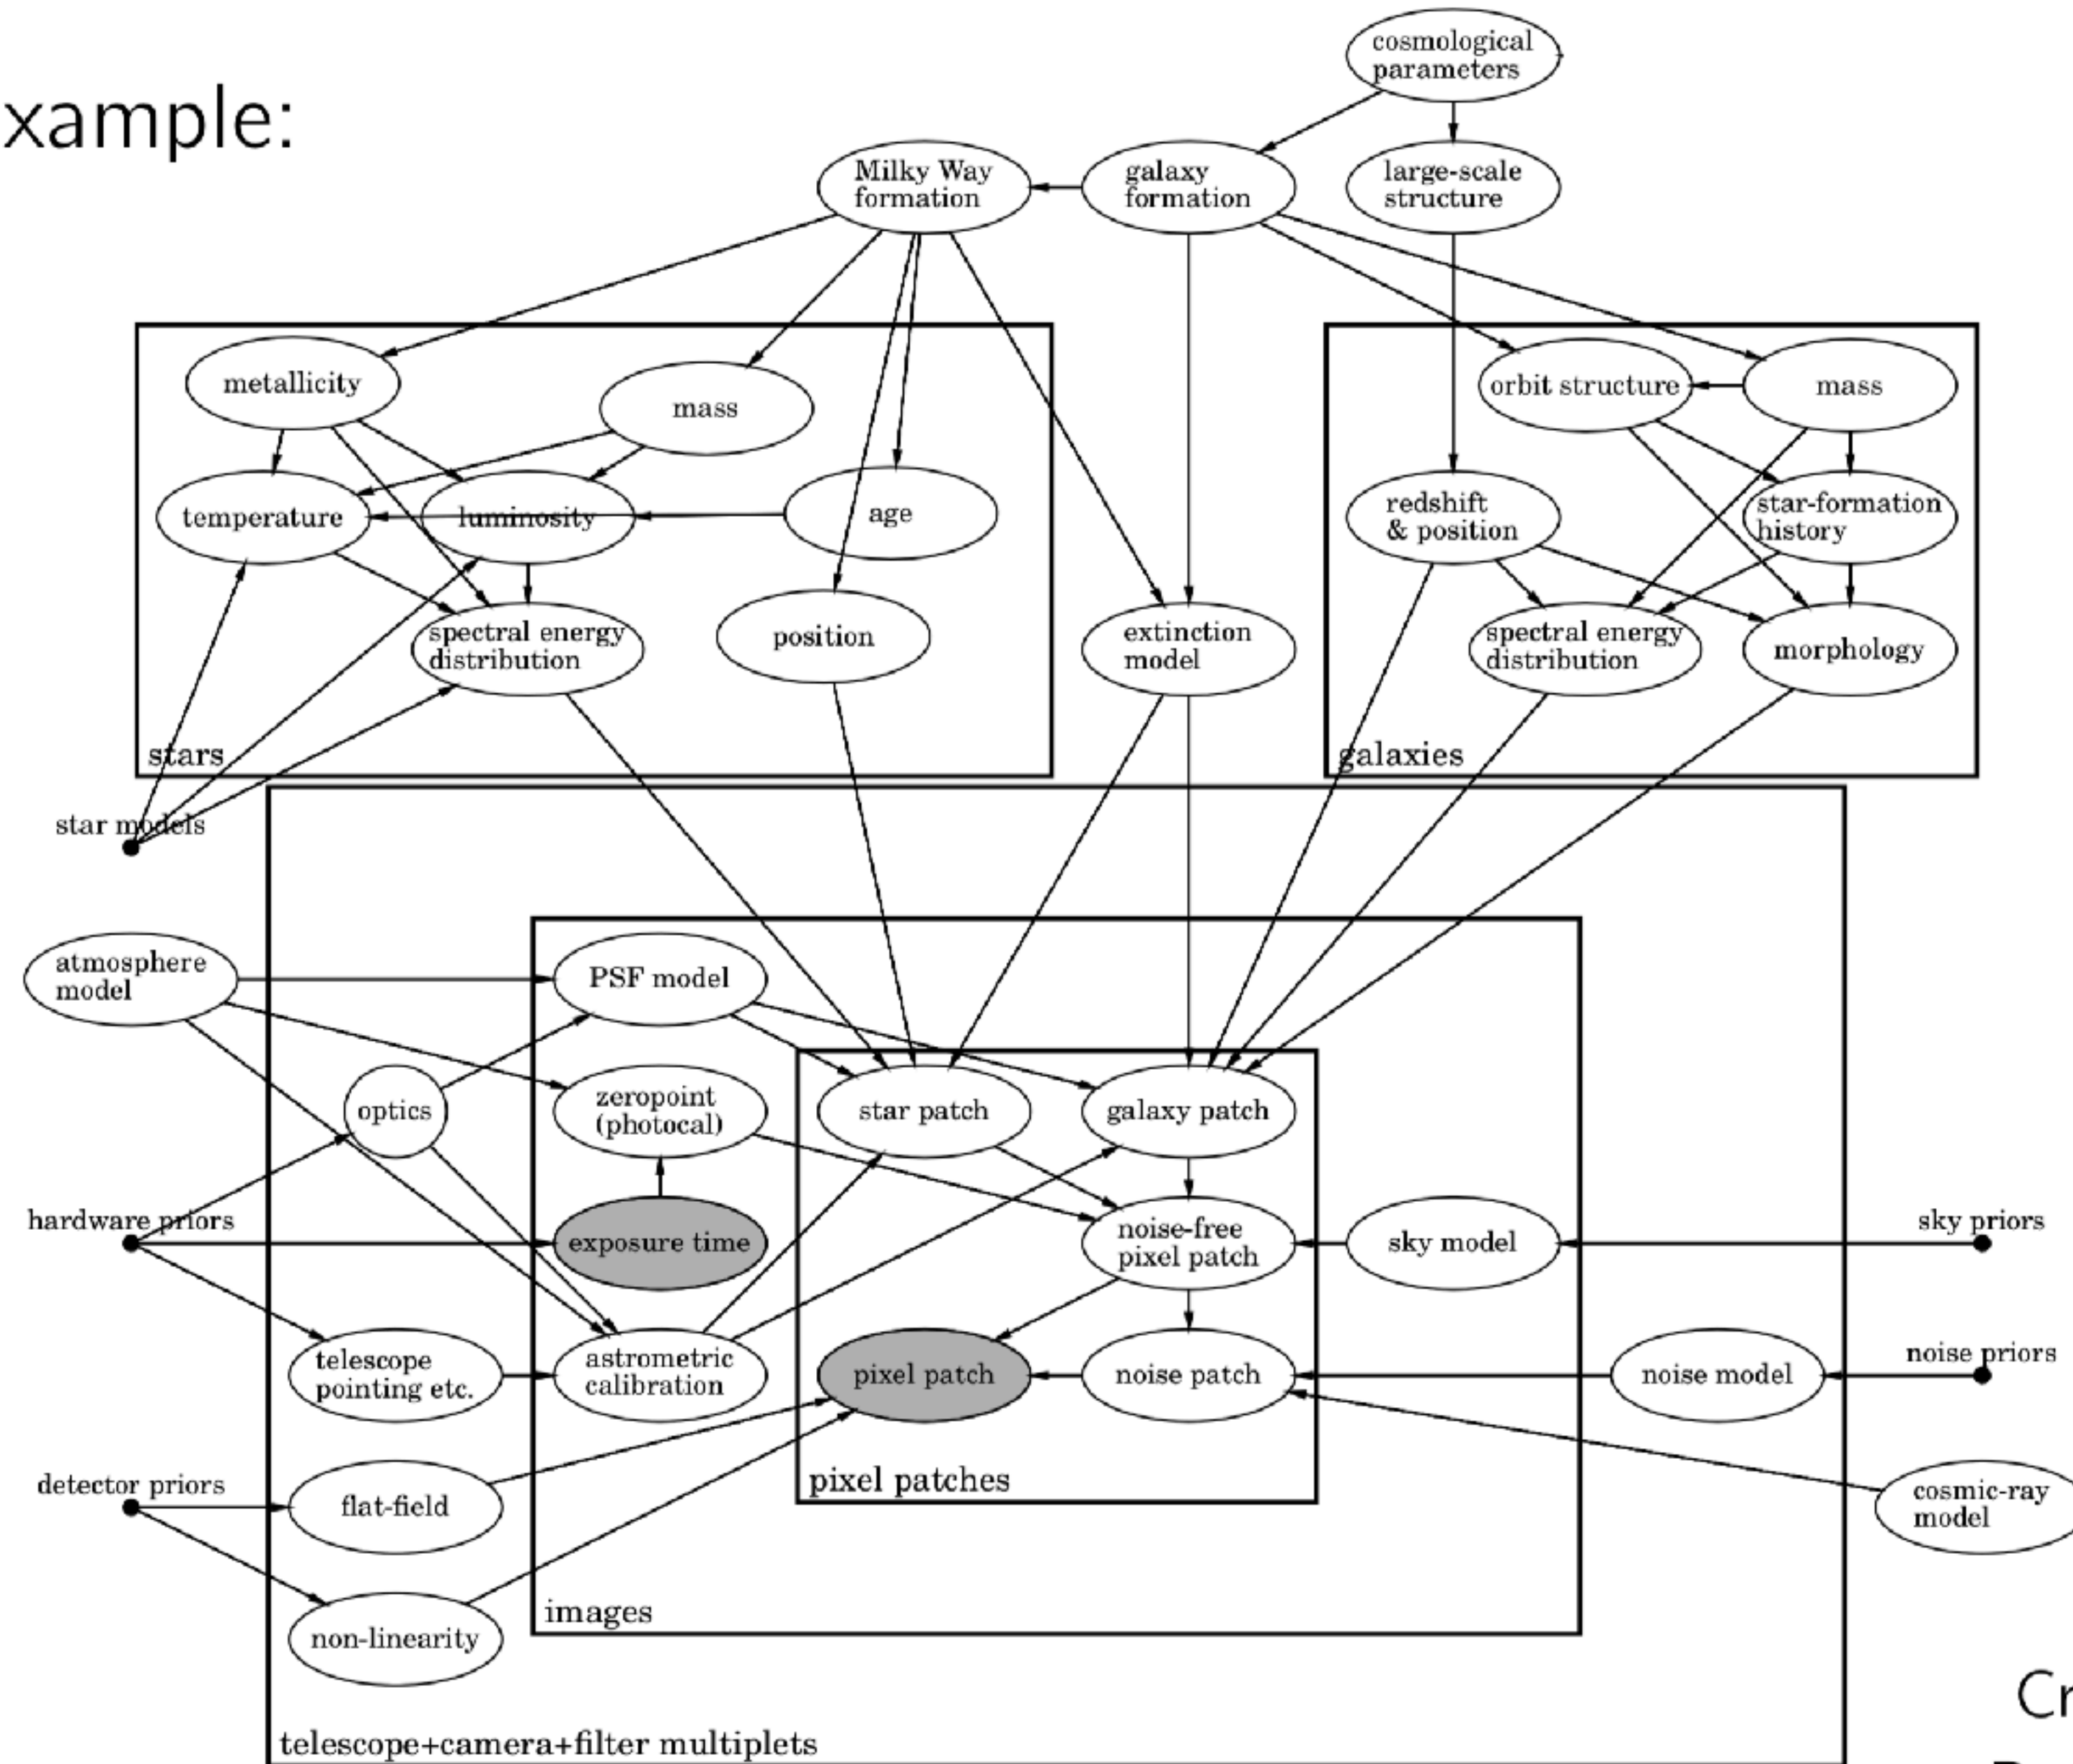 xample:
cosmological
parameters
Milky Way
formation
galaxy
formation
large-scale
structure
metallicity
mass
orbit structure
mass
temperature
luminosity
age
redshift
& position
star-formation
history
spectral energy
distribution
position
extinction
model
spectral energy
distribution
morphology
stars
galaxies
star models
atmosphere
model
PSF model
optics
zeropoint
(photocal)
star patch
galaxy patch
hardware priors
exposure time
noise-free
pixel patch
sky model
sky priors
telescope
pointing etc.
astrometric
calibration
pixel patch
noise patch
noise model
noise priors
detector priors
flat-field
pixel patches
cosmic-ray
model
images
non-linearity
Cr
telescope+camera+filter multiplets